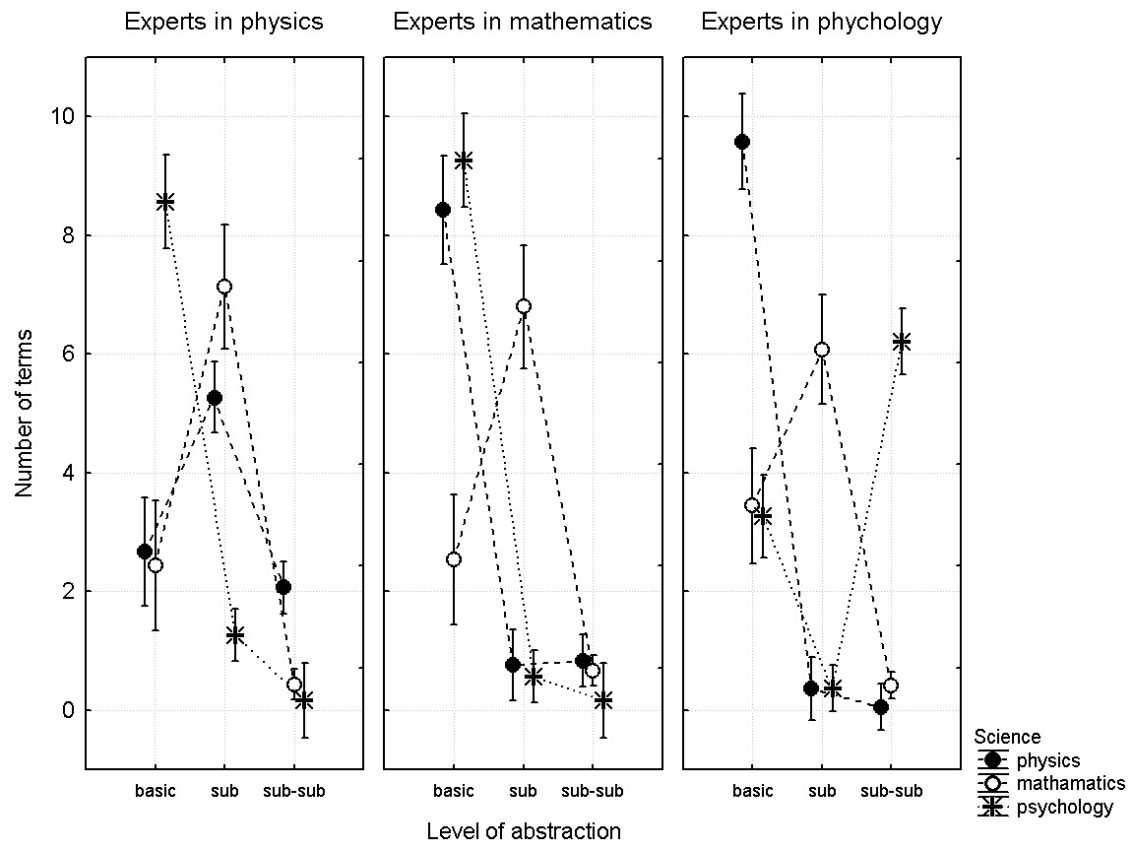 Experts in physics
Experts in mathematics
Experts in phychology
Number of terms
10
8
6
4
2
0
basic sub sub-sub
basic sub sub-sub
basic sub sub-sub
Level of abstraction
Science
physics
mathamatics
psychology